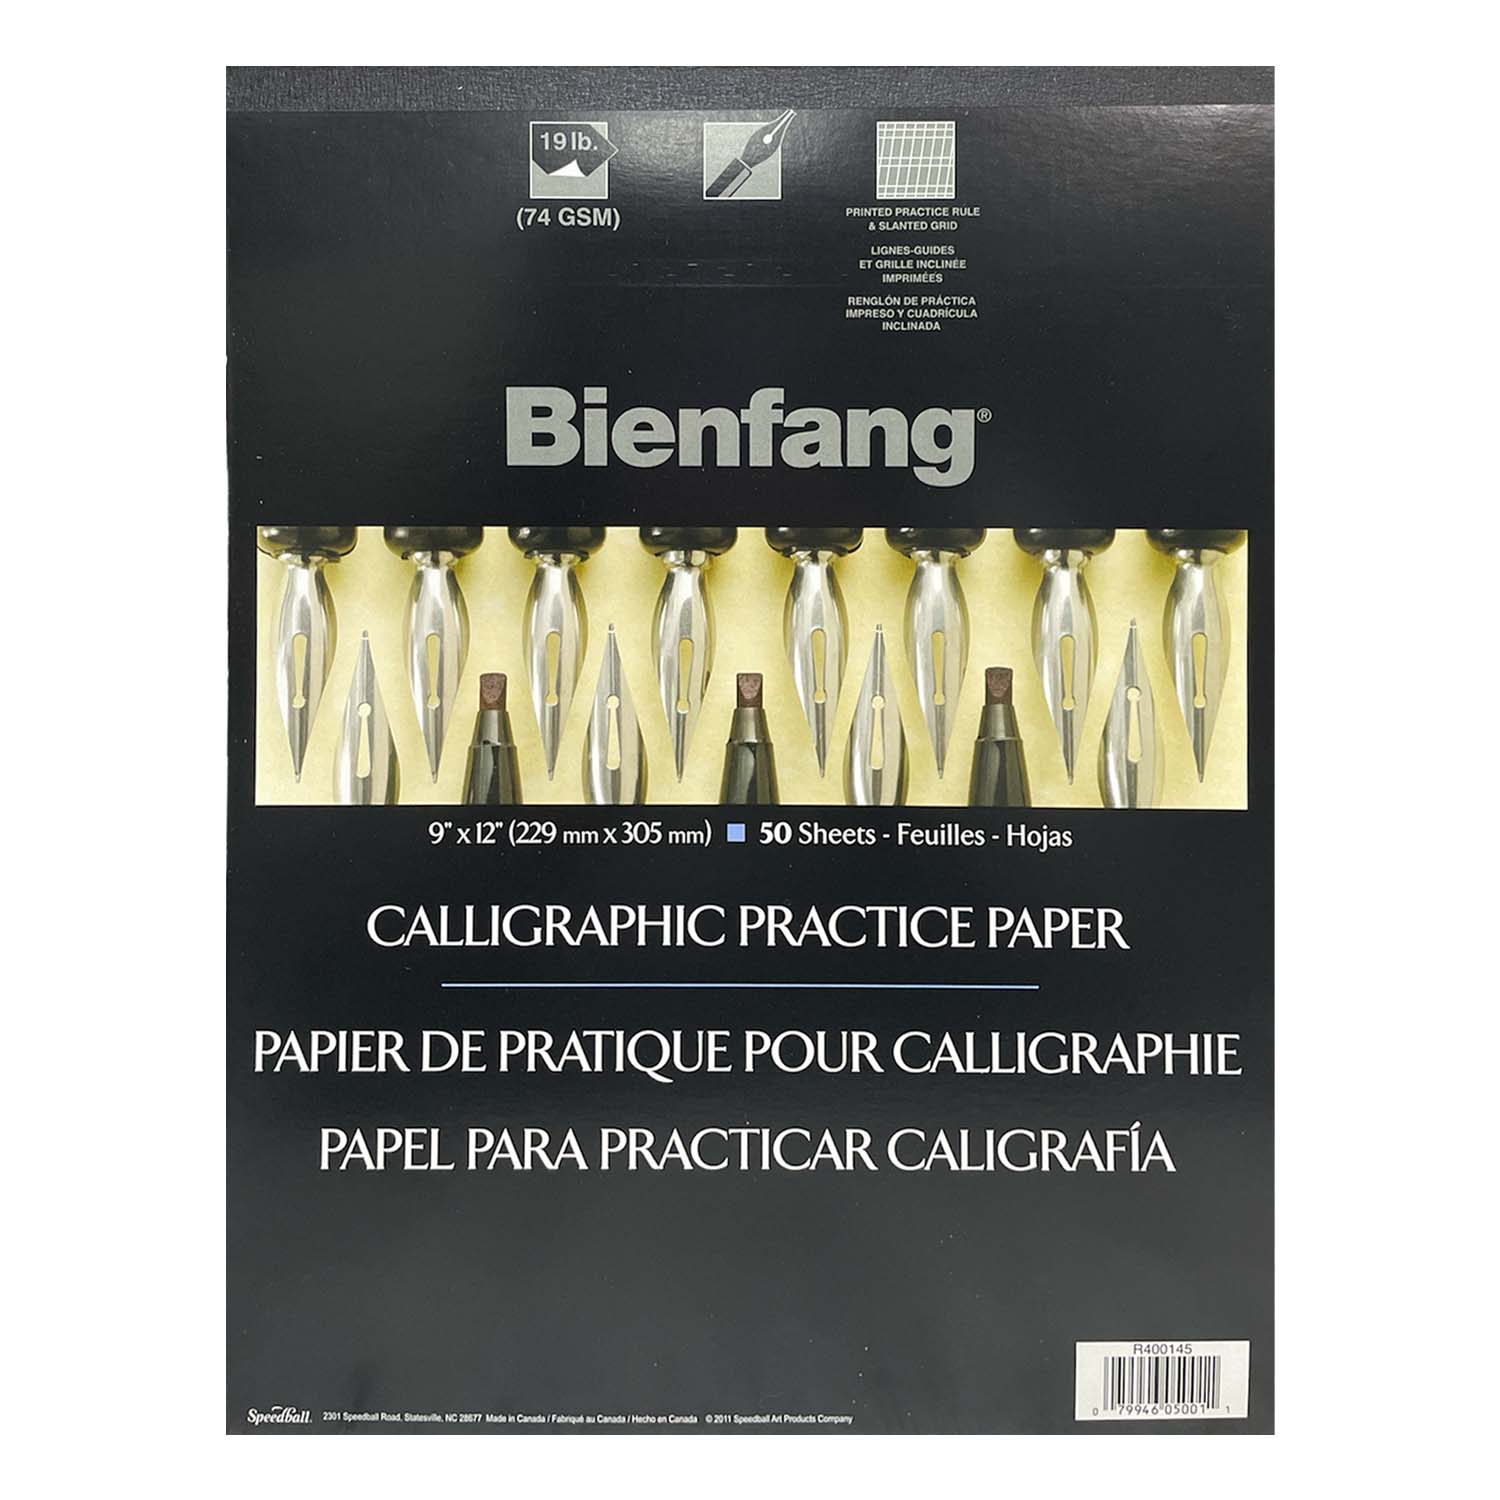 19 lb.
(74 GSM)
PRINTED PRACTICE RULE
& SLANTED GRID
LIGNES-GUIDES
ET GRILLE INCLINÉE
IMPRIMÉES
RENGLÓN DE PRÁCTICA
IMPRESO Y CUADRÍCULA
INCLINADA
Bienfang®
9" x 12" (229 mm x 305 mm) 50 Sheets - Feuilles - Hojas
CALLIGRAPHIC PRACTICE PAPER
PAPIER DE PRATIQUE POUR CALLIGRAPHIE
PAPEL PARA PRACTICAR CALIGRAFÍA
R400145
0 79946 05001 1
Speedball. 2301 Speedball Road, Statesville, NC 28677 Made in Canada / Fabriqué au Canada / Hecho en Canada © 2011 Speedball Art Products Company